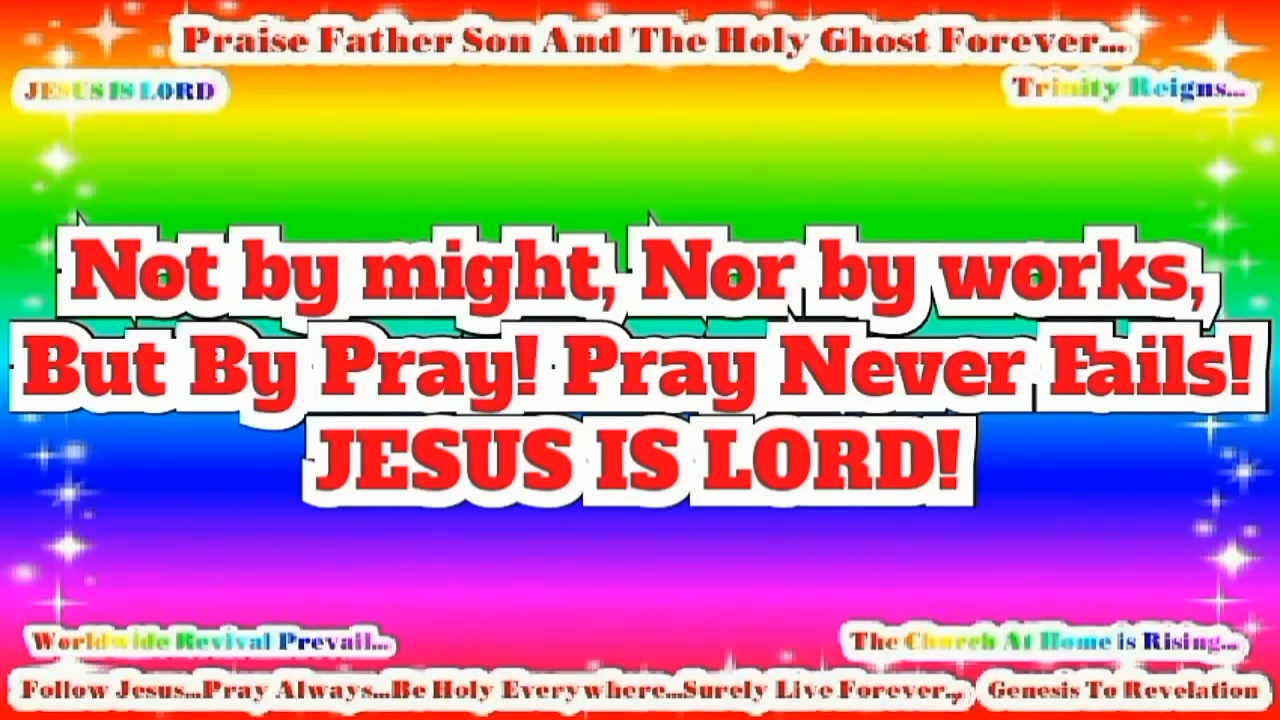 Praise Father Son And The Holy Ghost Forever...
JESUS IS LORD
Trinity Reigns...
Not by might, Nor by works,
But By Pray! Pray Never Fails!
JESUS IS LORD!
Worldwide Revival Prevail...
The Church At Home is Rising...
Follow Jesus...Pray Always...Be Holy Everywhere...Surely Live Forever..,
Genesis To Revelation